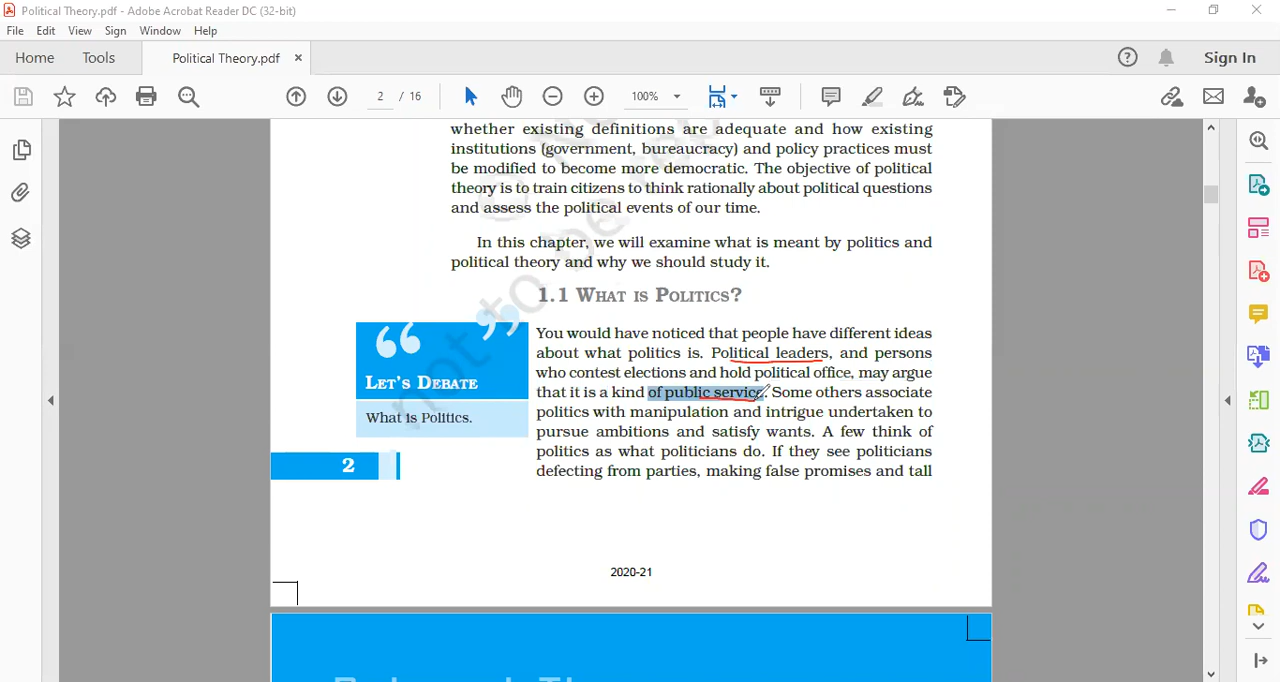 Political Theory.pdf - Adobe Acrobat Reader DC (32-bit)
File Edit View Sign Window Help
Home Tools Political Theory.pdf × Sign In
2 / 16 100%
whether existing definitions are adequate and how existing
institutions (government, bureaucracy) and policy practices must
be modified to become more democratic. The objective of political
theory is to train citizens to think rationally about political questions
and assess the political events of our time.
In this chapter, we will examine what is meant by politics and
political theory and why we should study it.
1.1 WHAT IS POLITICS?
“ ”
LET'S DEBATE
What is Politics.
2
You would have noticed that people have different ideas
about what politics is. Political leaders, and persons
who contest elections and hold political office, may argue
that it is a kind of public service. Some others associate
politics with manipulation and intrigue undertaken to
pursue ambitions and satisfy wants. A few think of
politics as what politicians do. If they see politicians
defecting from parties, making false promises and tall
not to be
2020-21